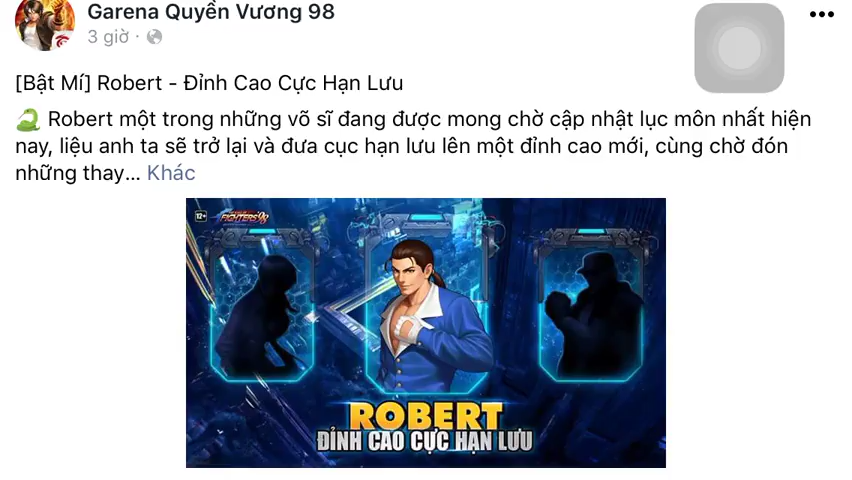 Garena Quyền Vương 98
3 giờ ·
[Bật Mí] Robert - Đỉnh Cao Cực Hạn Lưu
Robert một trong những võ sĩ đang được mong chờ cập nhật lục môn nhất hiện
nay, liệu anh ta sẽ trở lại và đưa cực hạn lưu lên một đỉnh cao mới, cùng chờ đón
những thay... Khác
12+
FIGHTERS'98
ROBERT
ĐỈNH CAO CỰC HẠN LƯU